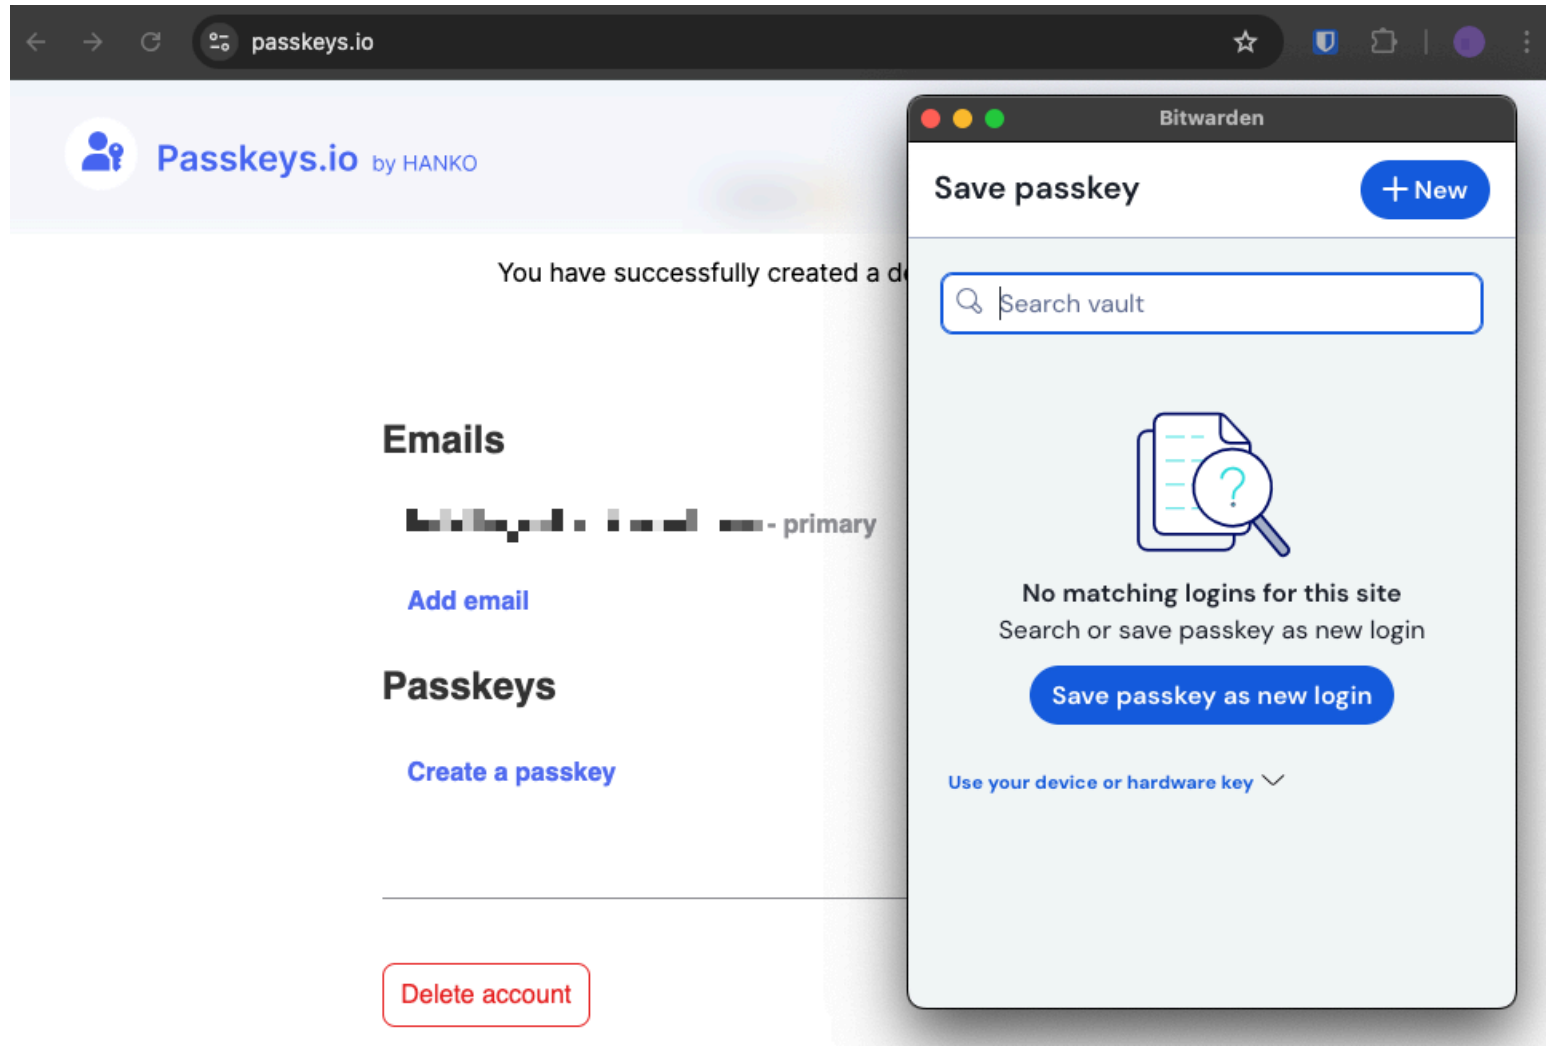 passkeys.io
Passkeys.io by HANKO
You have successfully created a d
Emails
- primary
Add email
Passkeys
Create a passkey
Delete account
Bitwarden
Save passkey
+ New
Search vault
?
No matching logins for this site
Search or save passkey as new login
Save passkey as new login
Use your device or hardware key